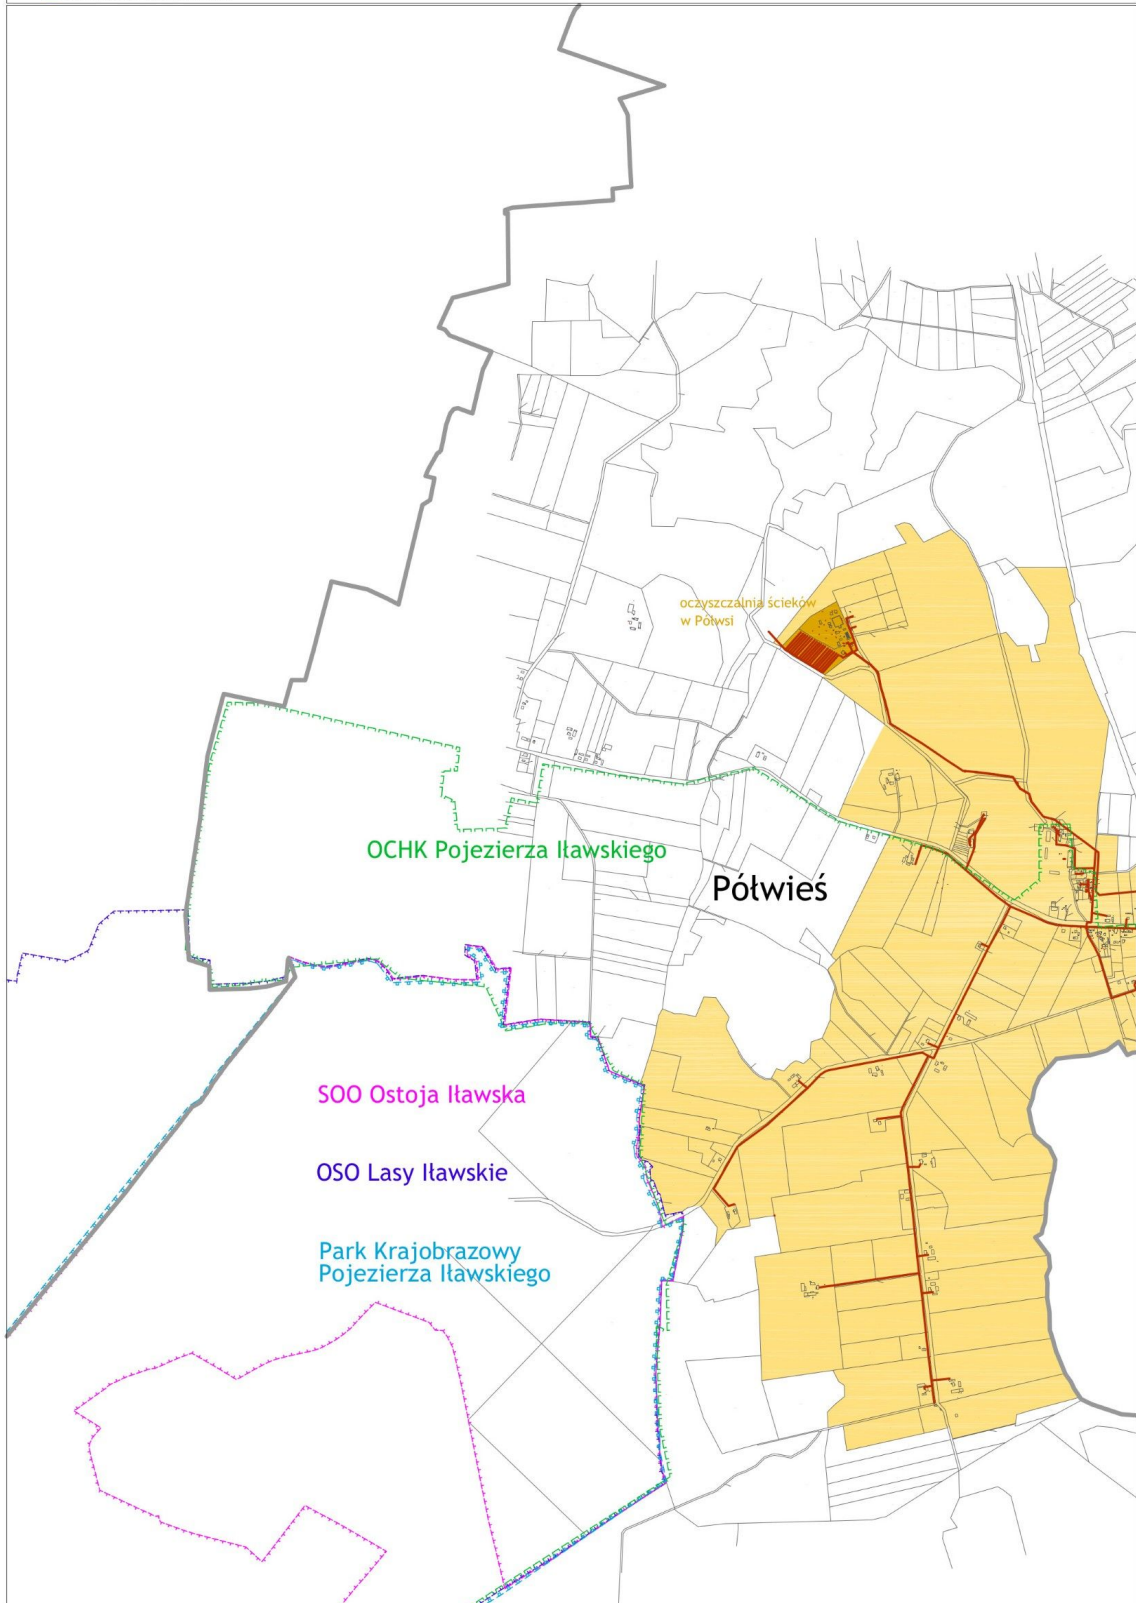 oczyszczalnia ścieków
w Półwsi
OCHK Pojezierza Iławskiego
Półwieś
SOO Ostoja Iławska
OSO Lasy Iławskie
Park Krajobrazowy
Pojezierza Iławskiego